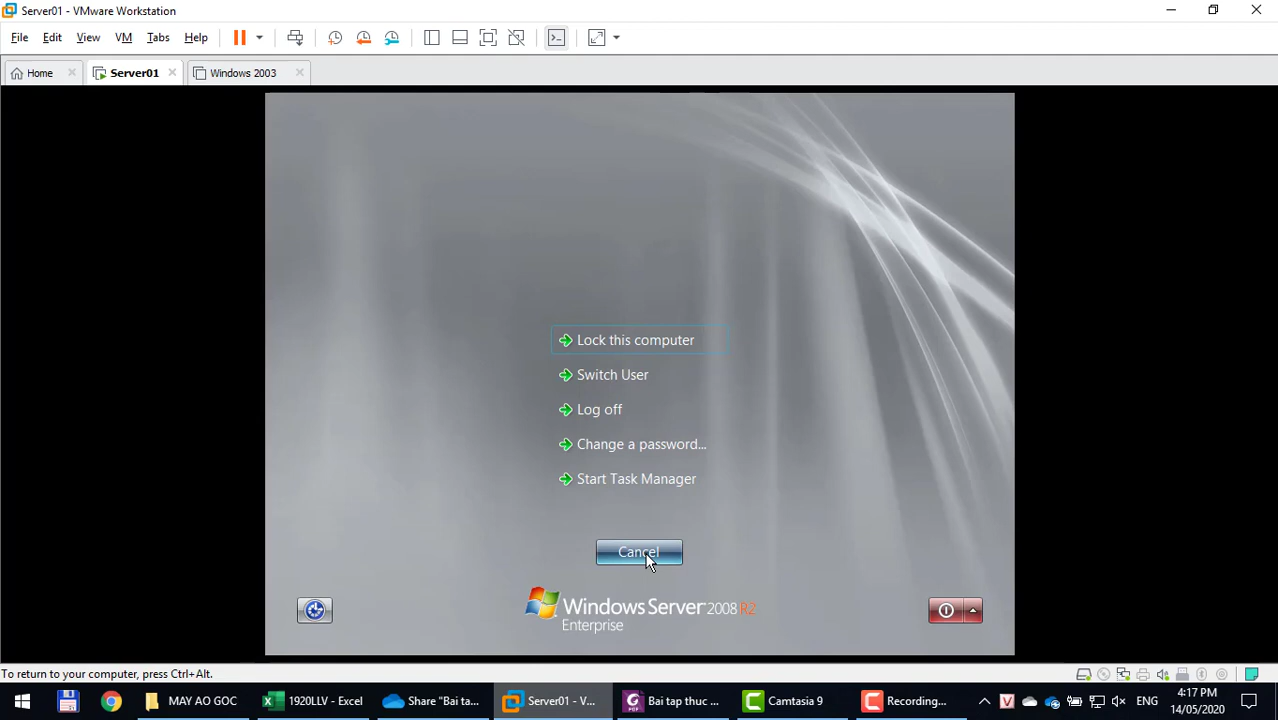 Server01 - VMware Workstation
File Edit View VM Tabs Help
Home Server01 Windows 2003
Lock this computer
Switch User
Log off
Change a password...
Start Task Manager
Cancel
Windows Server 2008 R2
Enterprise
To return to your computer, press Ctrl+Alt.
MAY AO GOC 1920LLV - Excel Share "Bai ta... Server01 - V... Bai tap thuc ... Camtasia 9 Recording... ENG
4:17 PM
14/05/2020